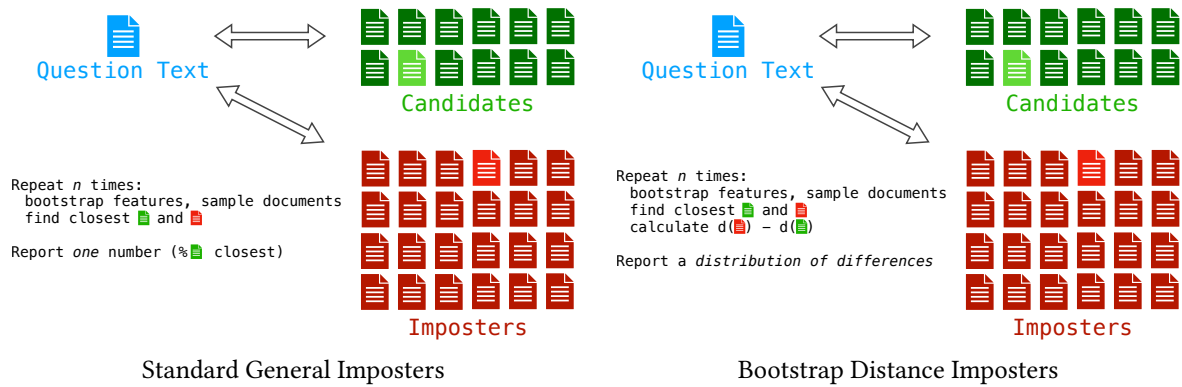 Question Text
Candidates
Repeat n times:
bootstrap features, sample documents
find closest and
Report one number (% closest)
Imposters
Standard General Imposters
Question Text
Candidates
Repeat n times:
bootstrap features, sample documents
find closest and
calculate d( ) – d( )
Report a distribution of differences
Imposters
Bootstrap Distance Imposters